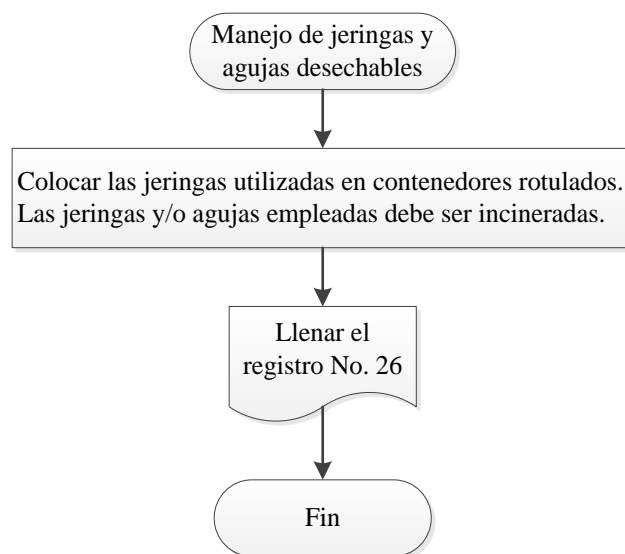 Manejo de jeringas y
agujas desechables
Colocar las jeringas utilizadas en contenedores rotulados.
Las jeringas y/o agujas empleadas debe ser incineradas.
Llenar el
registro No. 26
Fin